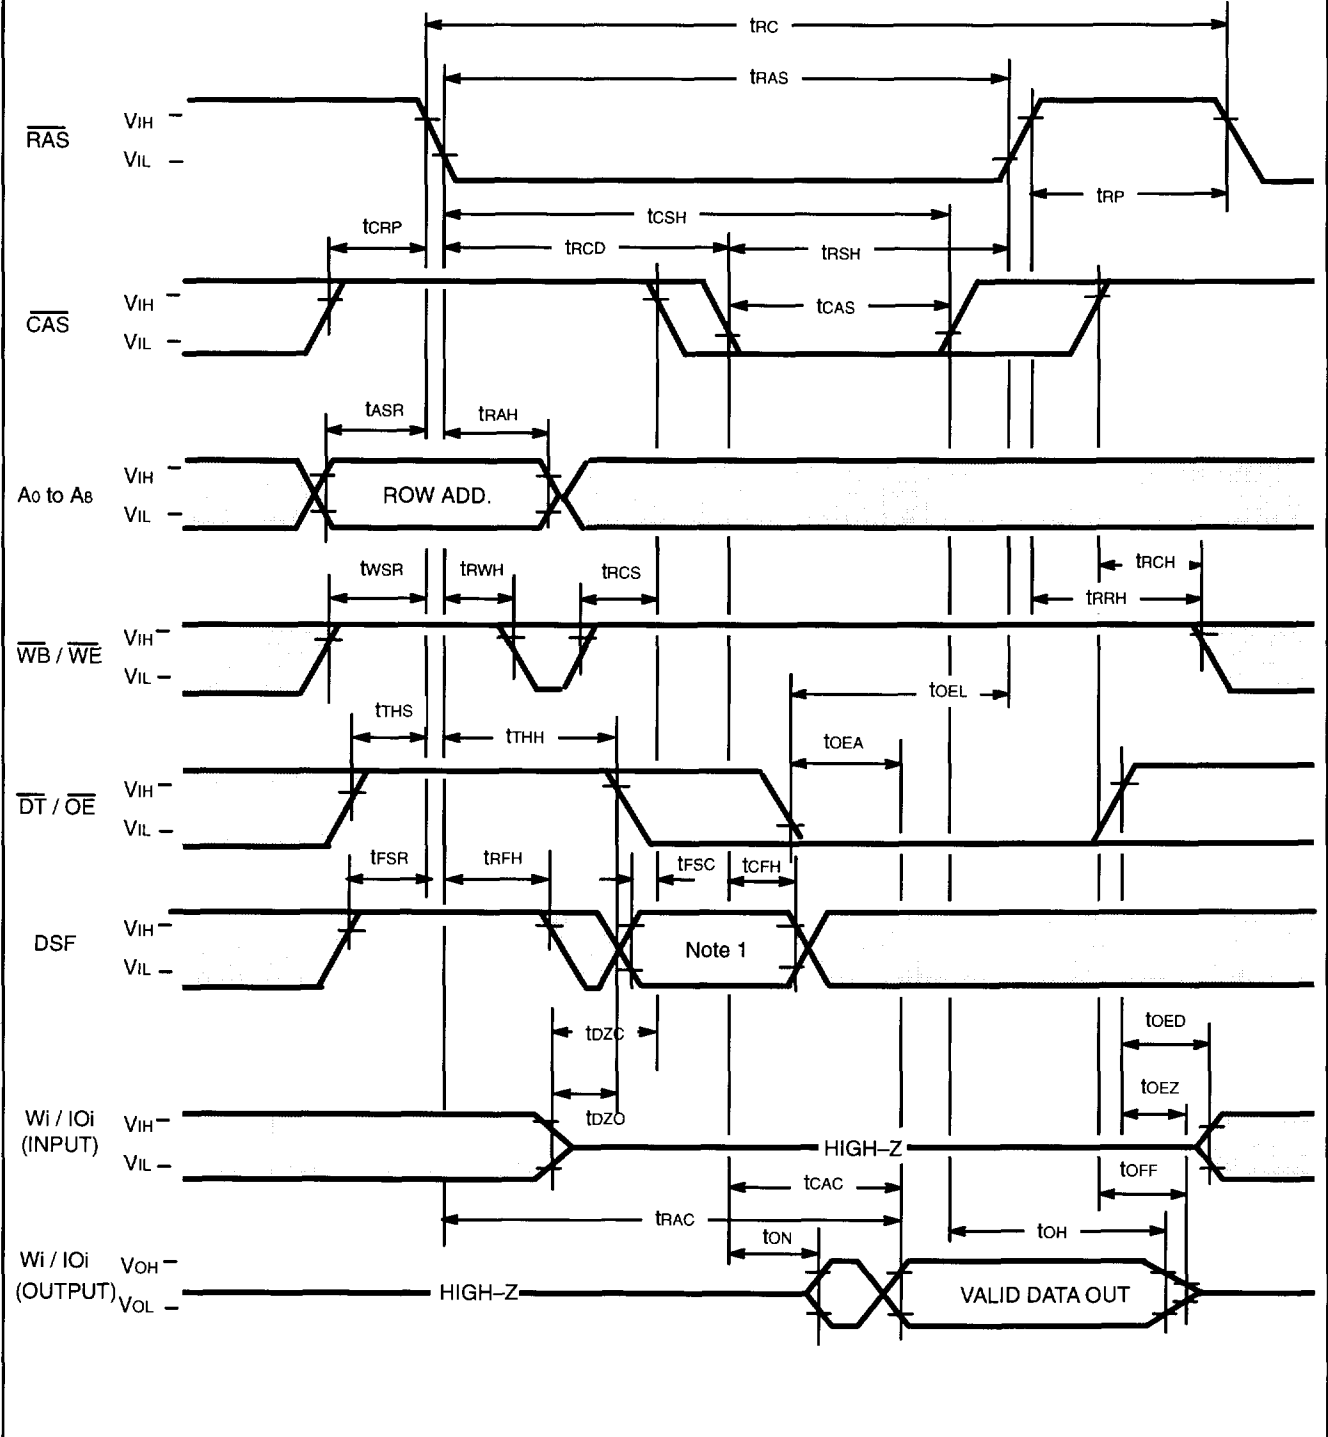 tRC
tRAS
RAS
VIH
VIL
tRP
tCSH
tCRP
tRCD
tRSH
CAS
VIH
VIL
tCAS
tASR
tRAH
A0 to A8
VIH
VIL
ROW ADD.
tWSR
tRWH
tRCS
tRCH
tRRH
WB / WE
VIH
VIL
tOEL
tTHS
tTHH
tOEA
DT / OE
VIH
VIL
tFSR
tRFH
tFSC
tCFH
DSF
VIH
VIL
Note 1
tDZC
tOED
tDZO
tOEZ
Wi / IOi
(INPUT)
VIH
VIL
HIGH–Z
tOFF
tCAC
tRAC
tON
tOH
Wi / IOi
(OUTPUT)
VOH
VOL
HIGH–Z
VALID DATA OUT